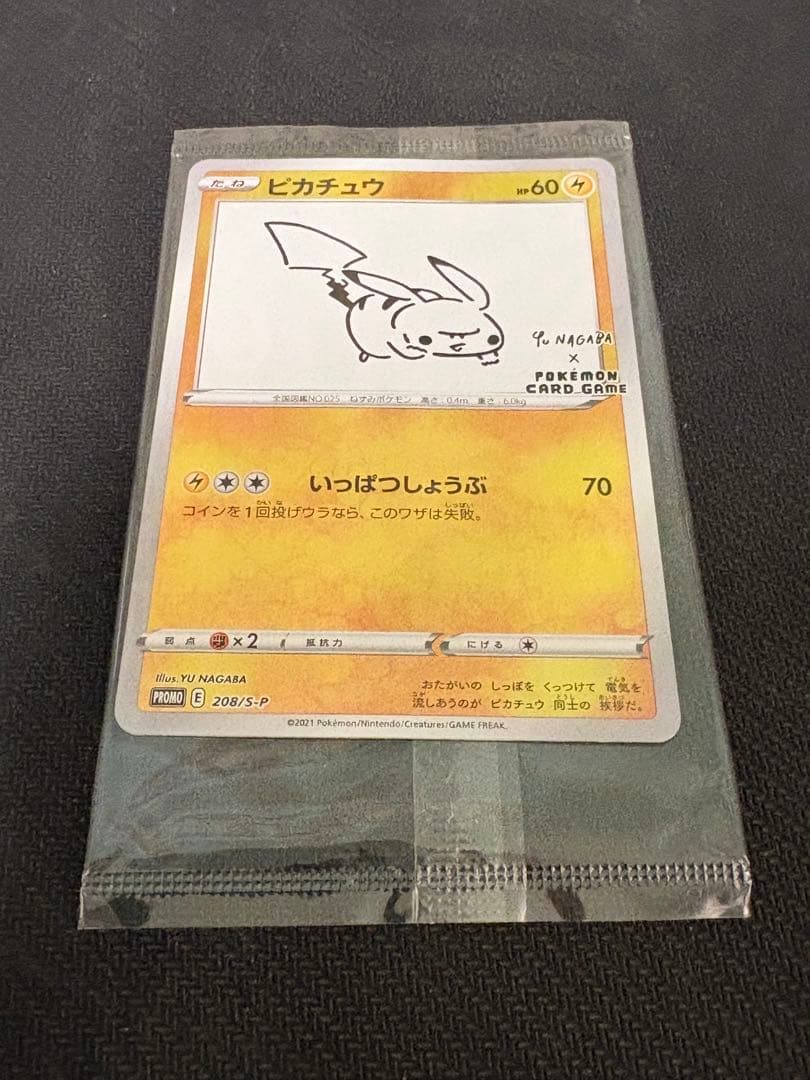 たね ピカチュウ HP60
Yu NAGABA
×
POKÉMON
CARD GAME
全国図鑑NO.025 ねずみポケモン 高さ:0.4m 重さ:6.0kg
いっぱつしょうぶ 70
コインを1回投げウラなら、このワザは失敗。
弱点 ×2 抵抗力 にげる
Illus. YU NAGABA
PROMO E 208/S-P
おたがいの しっぽを くっつけて 電気を
流しあうのが ピカチュウ 同士の 挨拶だ。
©2021 Pokémon/Nintendo/Creatures/GAME FREAK.